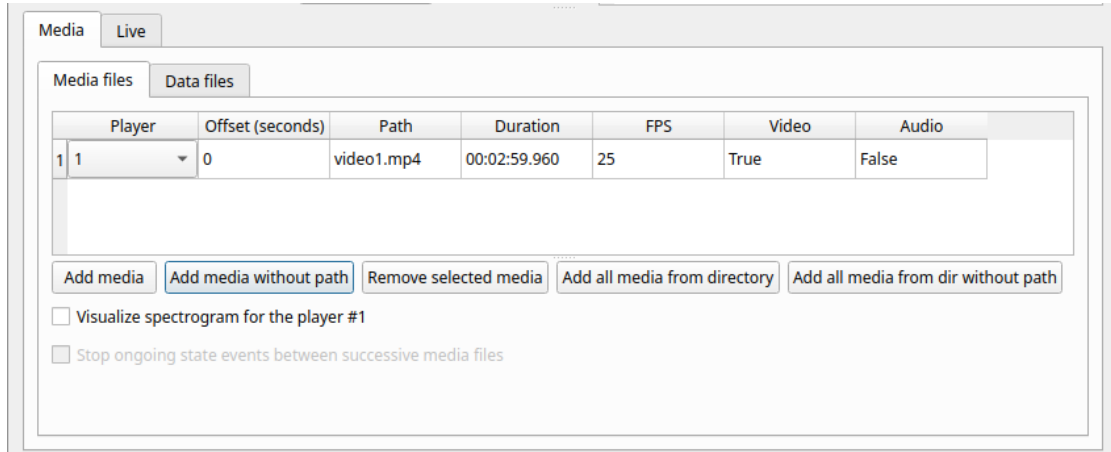 Media Live
Media files Data files
Player Offset (seconds) Path Duration FPS Video Audio
1 1 0 video1.mp4 00:02:59.960 25 True False
Add media Add media without path Remove selected media Add all media from directory Add all media from dir without path
Visualize spectrogram for the player #1
Stop ongoing state events between successive media files